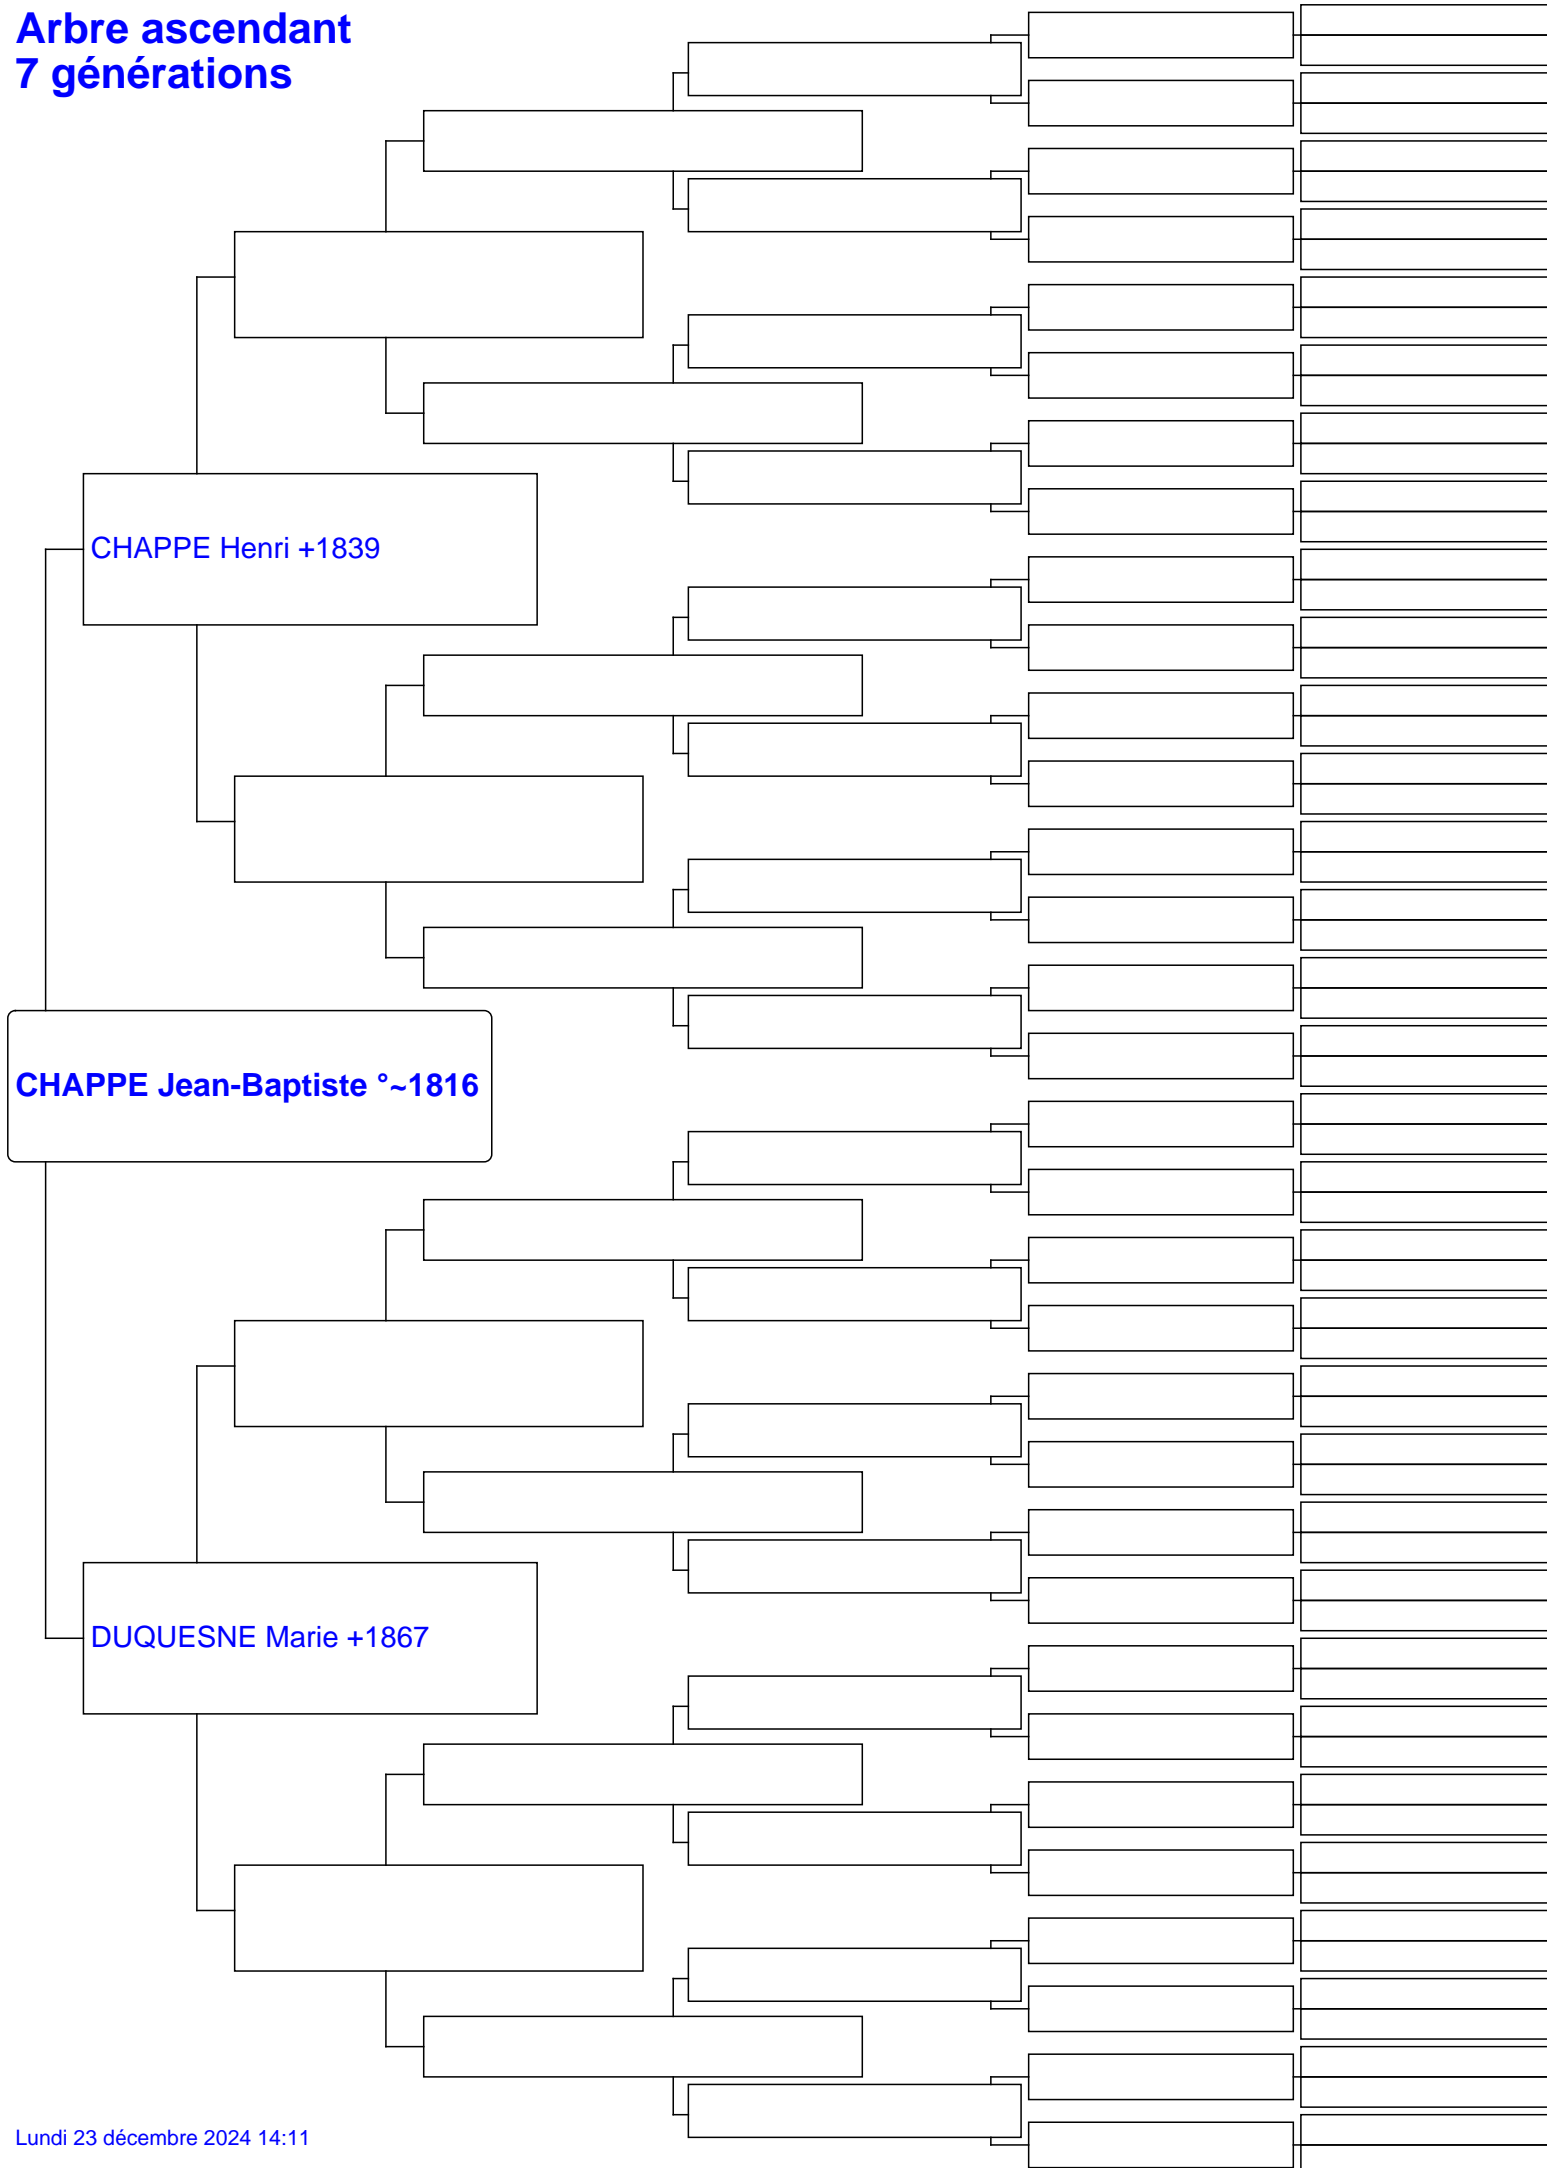 Arbre ascendant
7 générations
CHAPPE Henri +1839
CHAPPE Jean-Baptiste °~1816
DUQUESNE Marie +1867
Lundi 23 décembre 2024 14:11